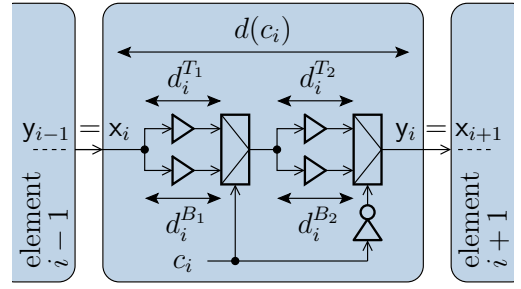 d(c_i)
d_i^{T_1} d_i^{T_2}
y_{i−1} = x_i y_i = x_{i+1}
d_i^{B_1} d_i^{B_2}
c_i
element
i − 1
element
i + 1